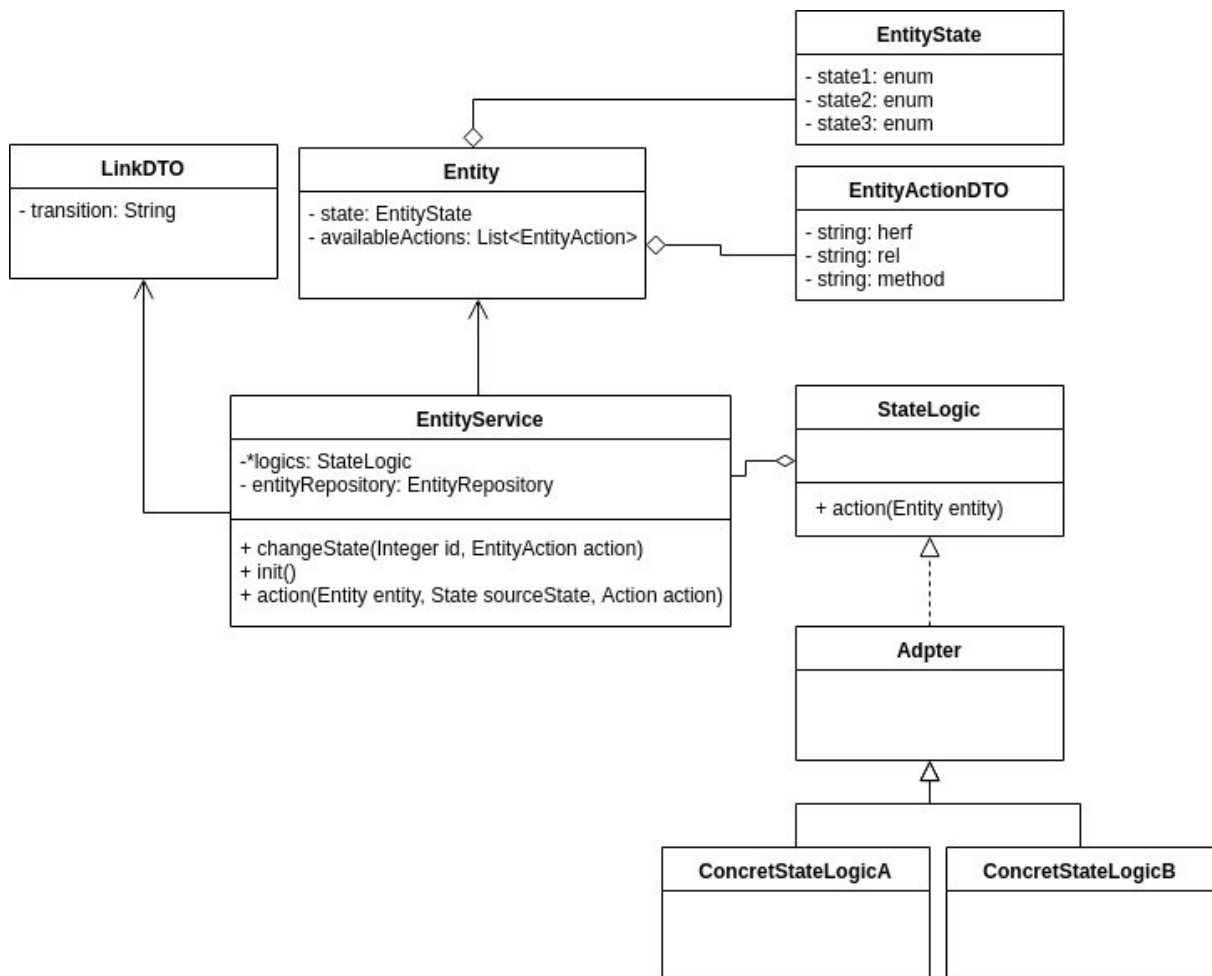 EntityState
- state1: enum
- state2: enum
- state3: enum
LinkDTO
- transition: String
Entity
- state: EntityState
- availableActions: List<EntityAction>
EntityActionDTO
- string: herf
- string: rel
- string: method
EntityService
-*logics: StateLogic
- entityRepository: EntityRepository
+ changeState(Integer id, EntityAction action)
+ init()
+ action(Entity entity, State sourceState, Action action)
StateLogic
+ action(Entity entity)
Adpter
ConcretStateLogicA
ConcretStateLogicB